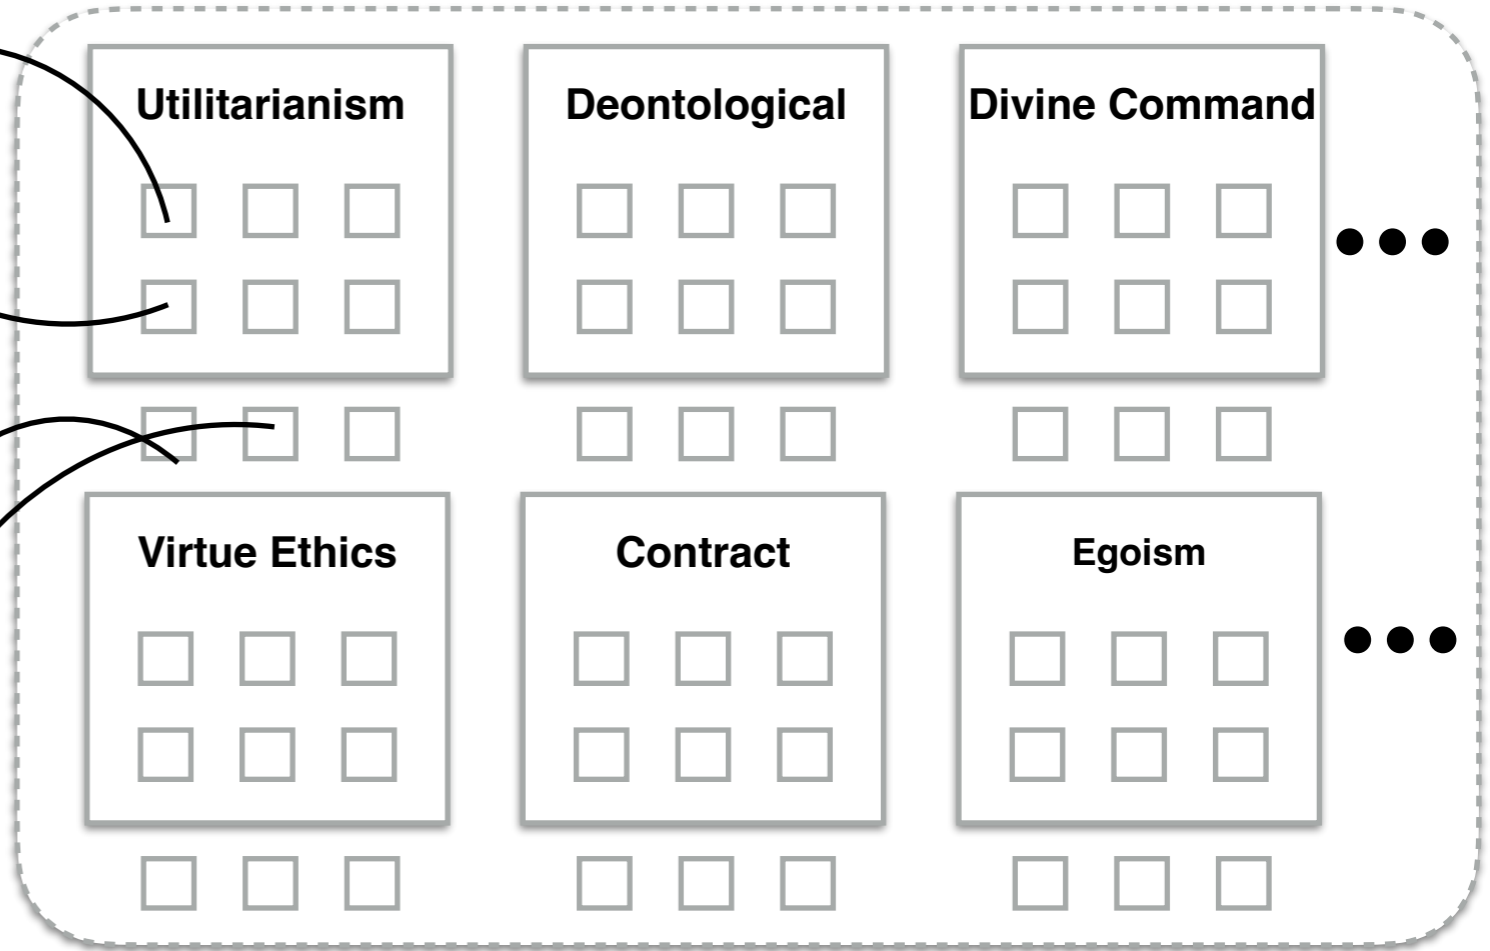 Utilitarianism
Deontological
Divine Command
Virtue Ethics
Contract
Egoism